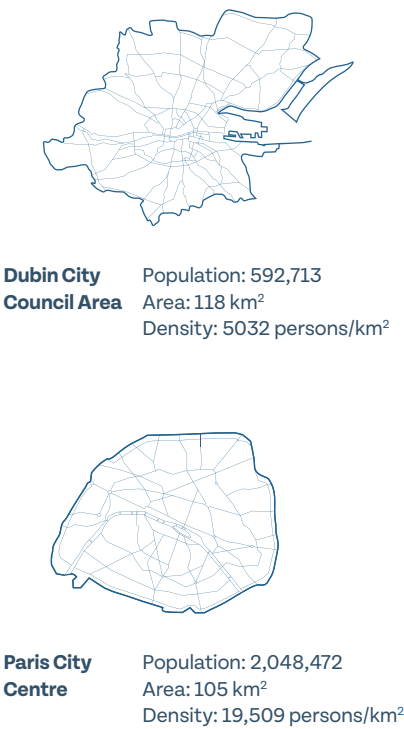 Dubin City Population: 592,713
Council Area Area: 118 km²
Density: 5032 persons/km²
Paris City Population: 2,048,472
Centre Area: 105 km²
Density: 19,509 persons/km²